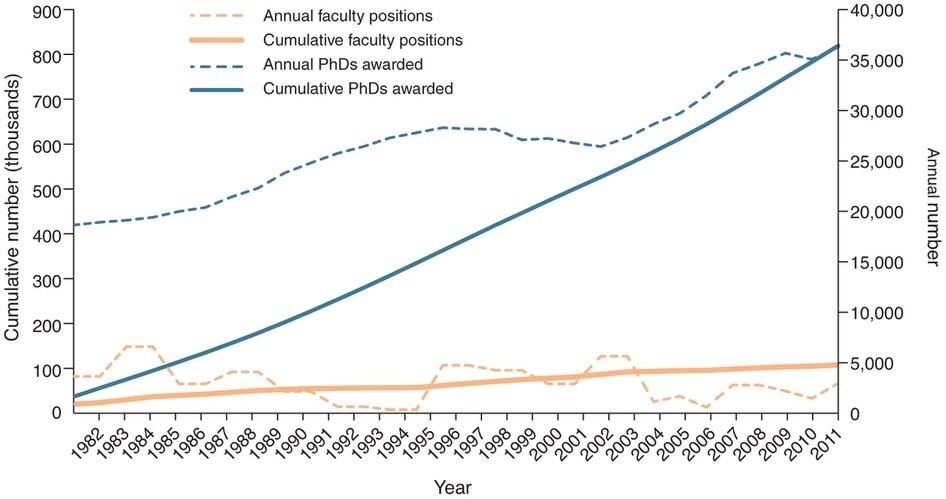 Annual faculty positions
Cumulative faculty positions
Annual PhDs awarded
Cumulative PhDs awarded
Cumulative number (thousands)
900
800
700
600
500
400
300
200
100
0
40,000
35,000
30,000
25,000
20,000
15,000
10,000
5,000
0
Annual number
1982 1983 1984 1985 1986 1987 1988 1989 1990 1991 1992 1993 1994 1995 1996 1997 1998 1999 2000 2001 2002 2003 2004 2005 2006 2007 2008 2009 2010 2011
Year